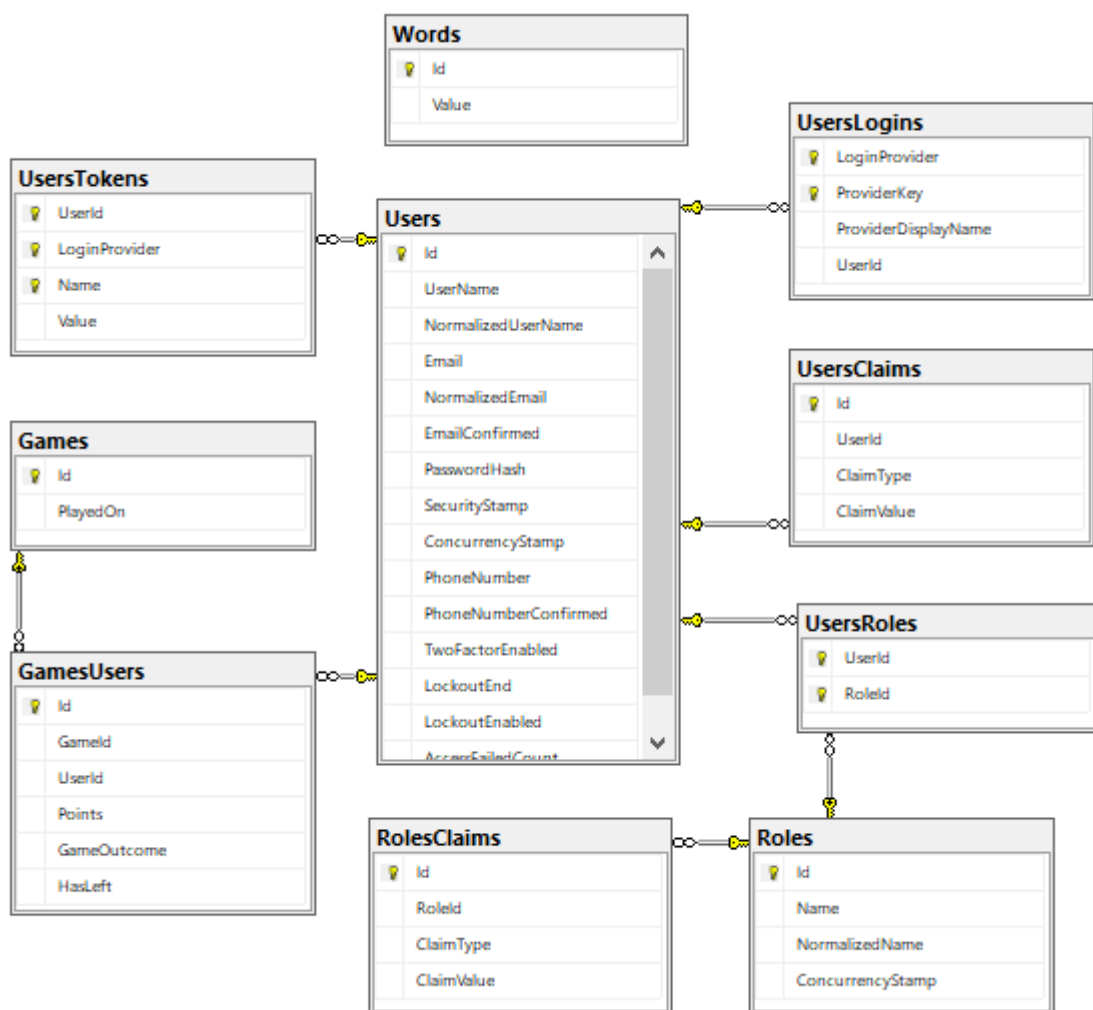 Words
Id
Value
UsersLogins
LoginProvider
ProviderKey
ProviderDisplayName
UserId
UsersTokens
UserId
LoginProvider
Name
Value
Users
Id
UserName
NormalizedUserName
Email
NormalizedEmail
EmailConfirmed
PasswordHash
SecurityStamp
ConcurrencyStamp
PhoneNumber
PhoneNumberConfirmed
TwoFactorEnabled
LockoutEnd
LockoutEnabled
AccessFailedCount
UsersClaims
Id
UserId
ClaimType
ClaimValue
Games
Id
PlayedOn
UsersRoles
UserId
RoleId
GamesUsers
Id
GameId
UserId
Points
GameOutcome
HasLeft
RolesClaims
Id
RoleId
ClaimType
ClaimValue
Roles
Id
Name
NormalizedName
ConcurrencyStamp